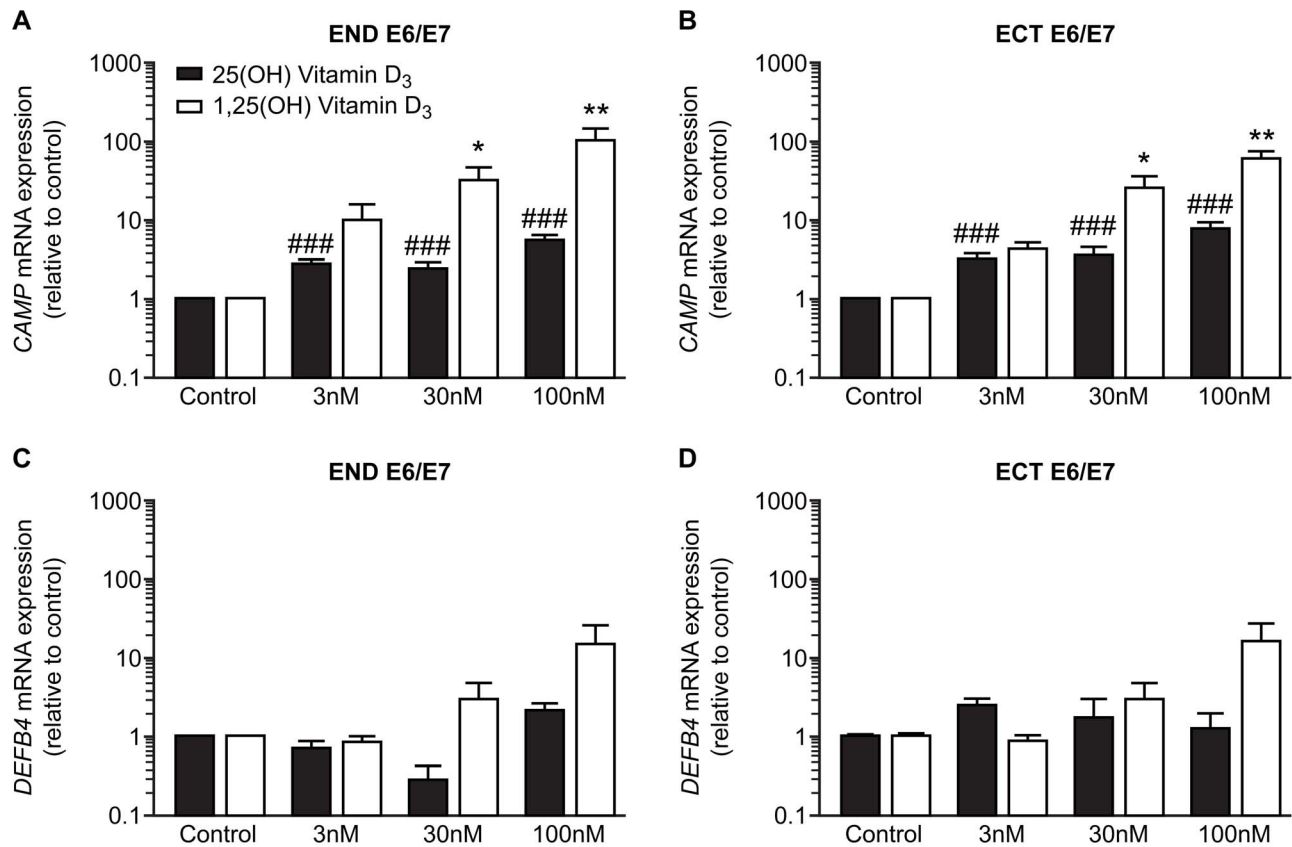 A
END E6/E7
CAMP mRNA expression
(relative to control)
1000
100
10
1
0.1
25(OH) Vitamin D₃
1,25(OH) Vitamin D₃
###
###
*
###
**
Control
3nM
30nM
100nM
B
ECT E6/E7
CAMP mRNA expression
(relative to control)
1000
100
10
1
0.1
###
###
*
###
**
Control
3nM
30nM
100nM
C
END E6/E7
DEFB4 mRNA expression
(relative to control)
1000
100
10
1
0.1
Control
3nM
30nM
100nM
D
ECT E6/E7
DEFB4 mRNA expression
(relative to control)
1000
100
10
1
0.1
Control
3nM
30nM
100nM